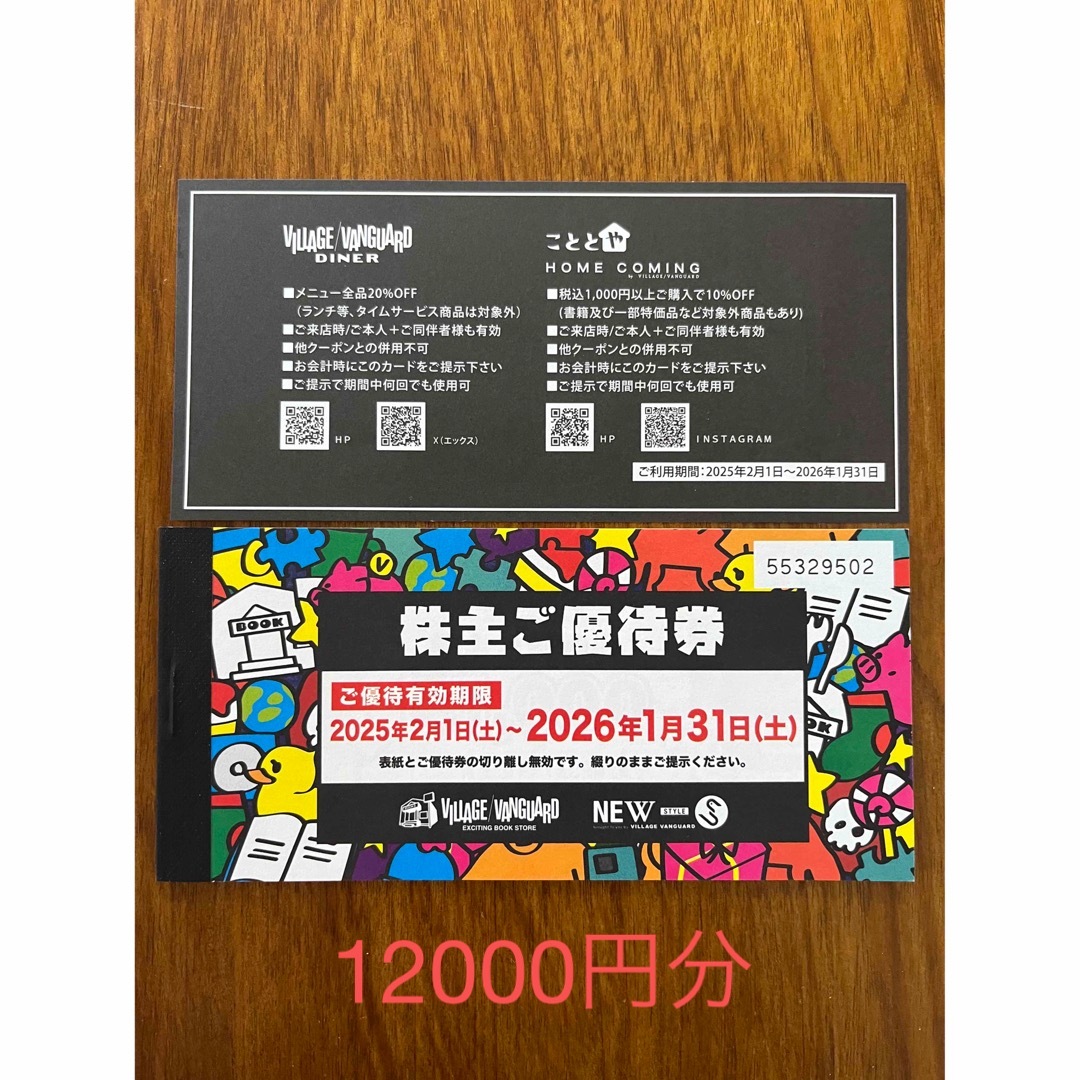 VILLAGE/VANGUARD
DINER
■メニュー全品20%OFF
(ランチ等、タイムサービス商品は対象外)
■ご来店時/ご本人+ご同伴者様も有効
■他クーポンとの併用不可
■お会計時にこのカードをご提示下さい
■ご提示で期間中何回でも使用可
HP
X(エックス)
こととや
HOME COMING
by VILLAGE/VANGUARD
■税込1,000円以上ご購入で10%OFF
(書籍及び一部特価品など対象外商品もあり)
■ご来店時/ご本人+ご同伴者様も有効
■他クーポンとの併用不可
■お会計時にこのカードをご提示下さい
■ご提示で期間中何回でも使用可
HP
INSTAGRAM
ご利用期間:2025年2月1日〜2026年1月31日
55329502
V
BOOK
株主ご優待券
ご優待有効期限
2025年2月1日(土)~2026年1月31日(土)
表紙とご優待券の切り離し無効です。綴りのままご提示ください。
BOOK
VILLAGE/VANGUARD
EXCITING BOOK STORE
NEW STYLE
brought to you by VILLAGE VANGUARD
12000円分